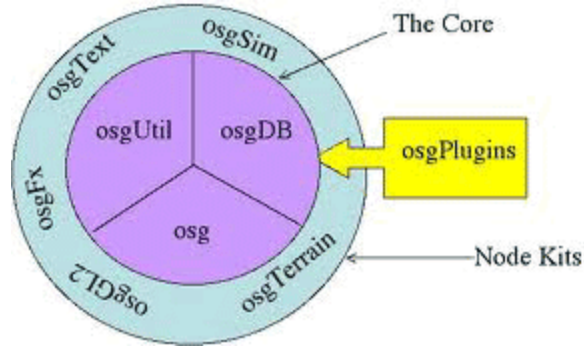 The Core
osgText
osgSim
osgUtil
osgDB
osgPlugins
osgFx
osg
osgGL2
osgTerrain
Node Kits